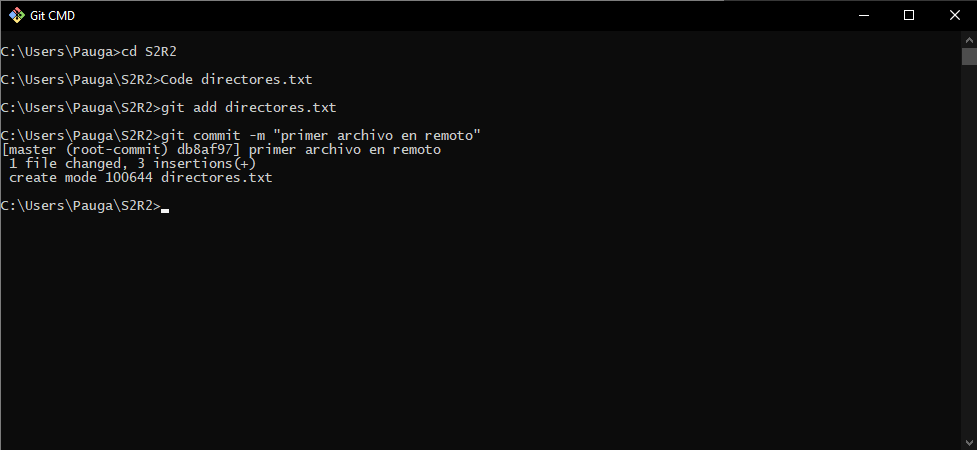 Git CMD
C:\Users\Pauga>cd S2R2
C:\Users\Pauga\S2R2>Code directores.txt
C:\Users\Pauga\S2R2>git add directores.txt
C:\Users\Pauga\S2R2>git commit -m "primer archivo en remoto"
[master (root-commit) db8af97] primer archivo en remoto
 1 file changed, 3 insertions(+)
 create mode 100644 directores.txt
C:\Users\Pauga\S2R2>